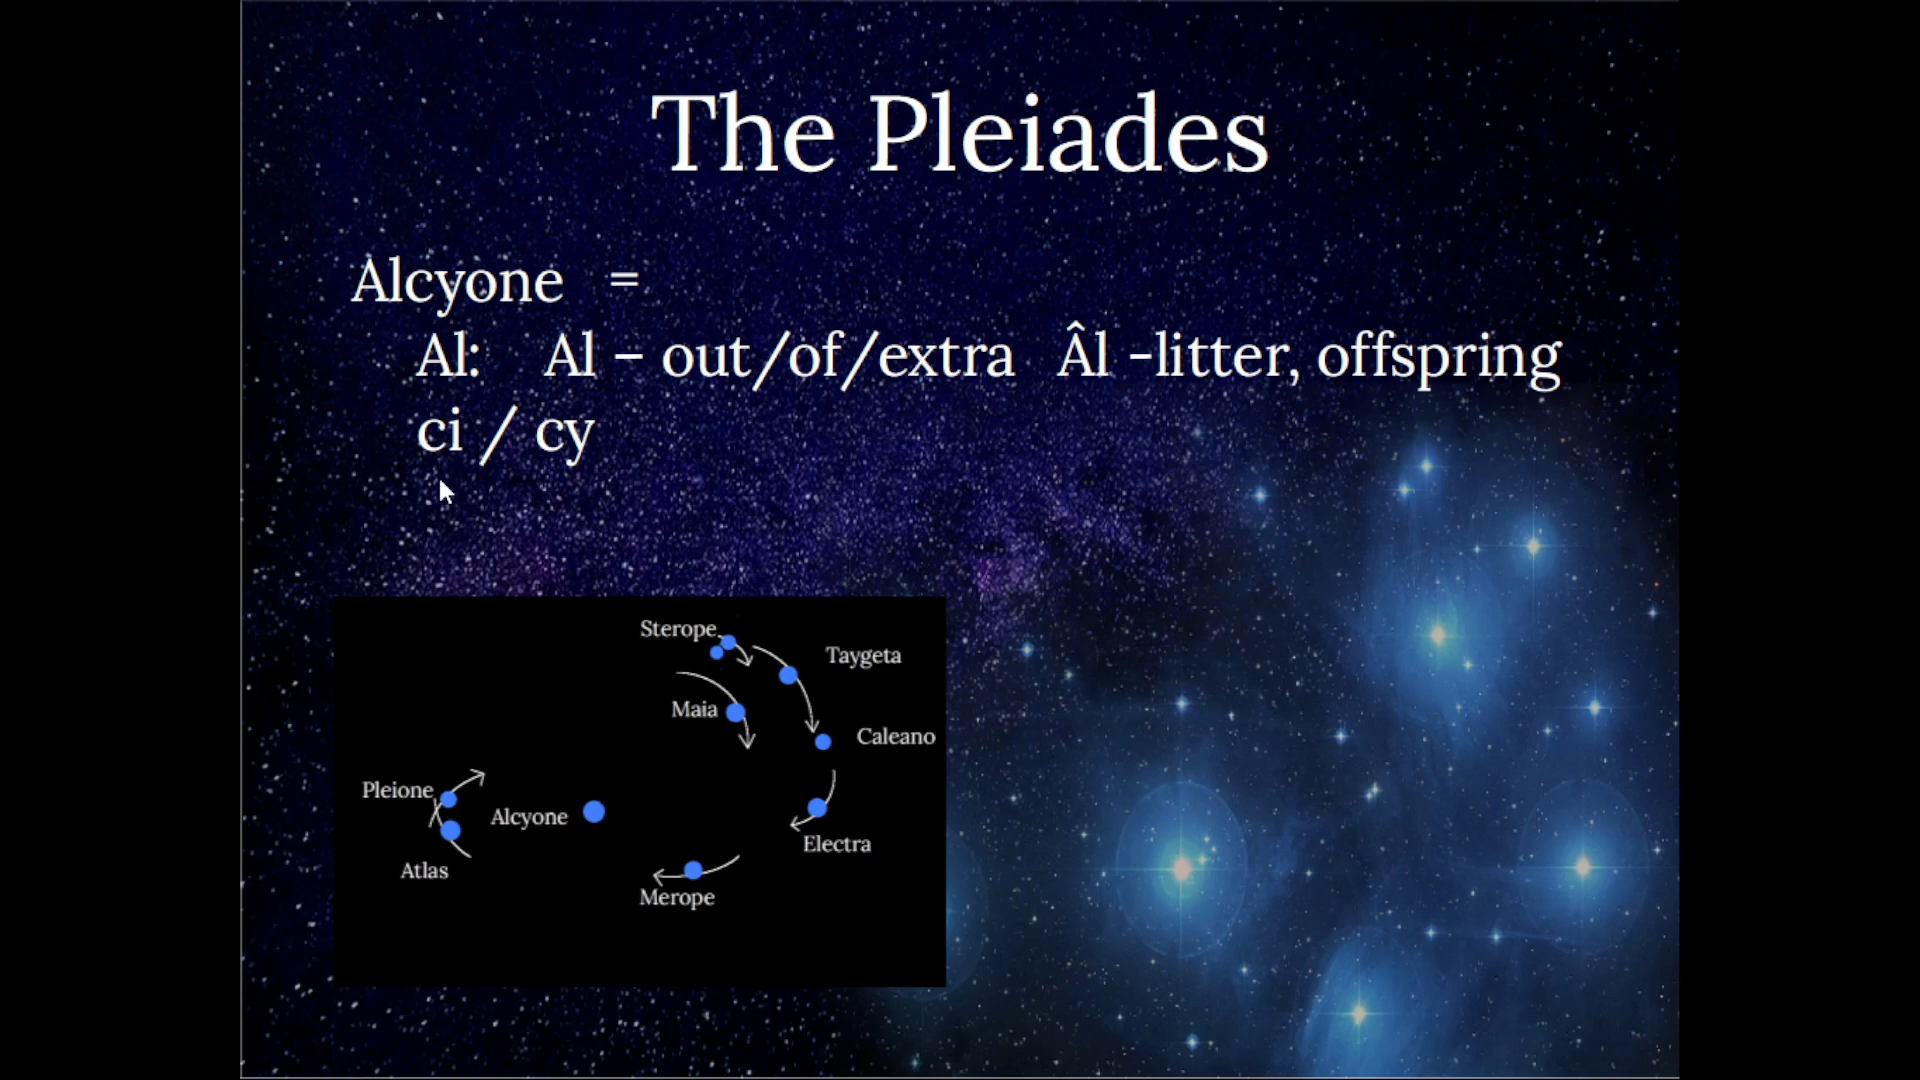 The Pleiades
Alcyone =
Al: Al – out/of/extra Âl -litter, offspring
ci / cy
Sterope
Taygeta
Maia
Caleano
Pleione
Alcyone
Electra
Atlas
Merope